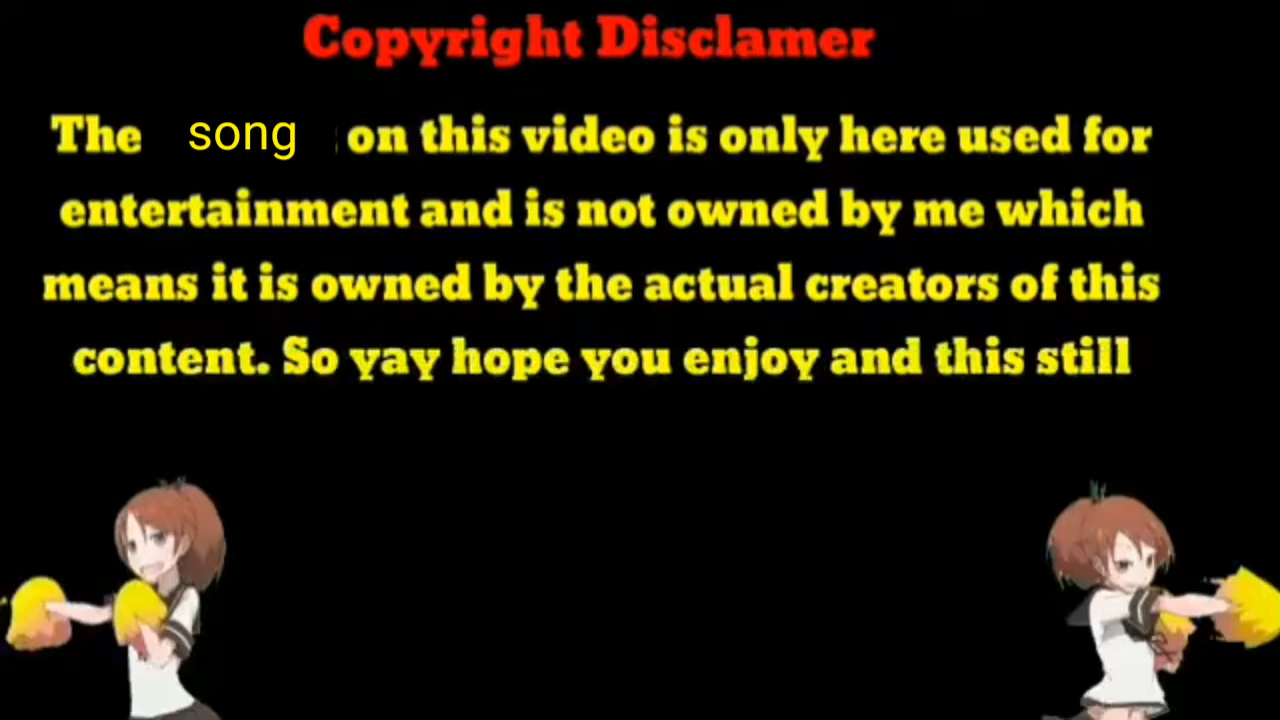 Copyright Disclamer
The song on this video is only here used for
entertainment and is not owned by me which
means it is owned by the actual creators of this
content. So yay hope you enjoy and this still